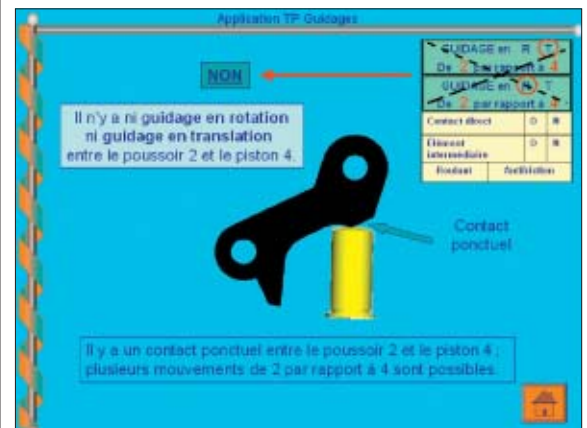 Application TP Guidages
NON
GUIDAGE en R T
De 2 par rapport à 4
GUIDAGE en R T
De 2 par rapport à 4
Contact direct O N
Elément
intermédiaire O N
Roulant Antifriction
Il n'y a ni guidage en rotation
ni guidage en translation
entre le poussoir 2 et le piston 4.
Contact
ponctuel
Il y a un contact ponctuel entre le poussoir 2 et le piston 4 ;
plusieurs mouvements de 2 par rapport à 4 sont possibles.